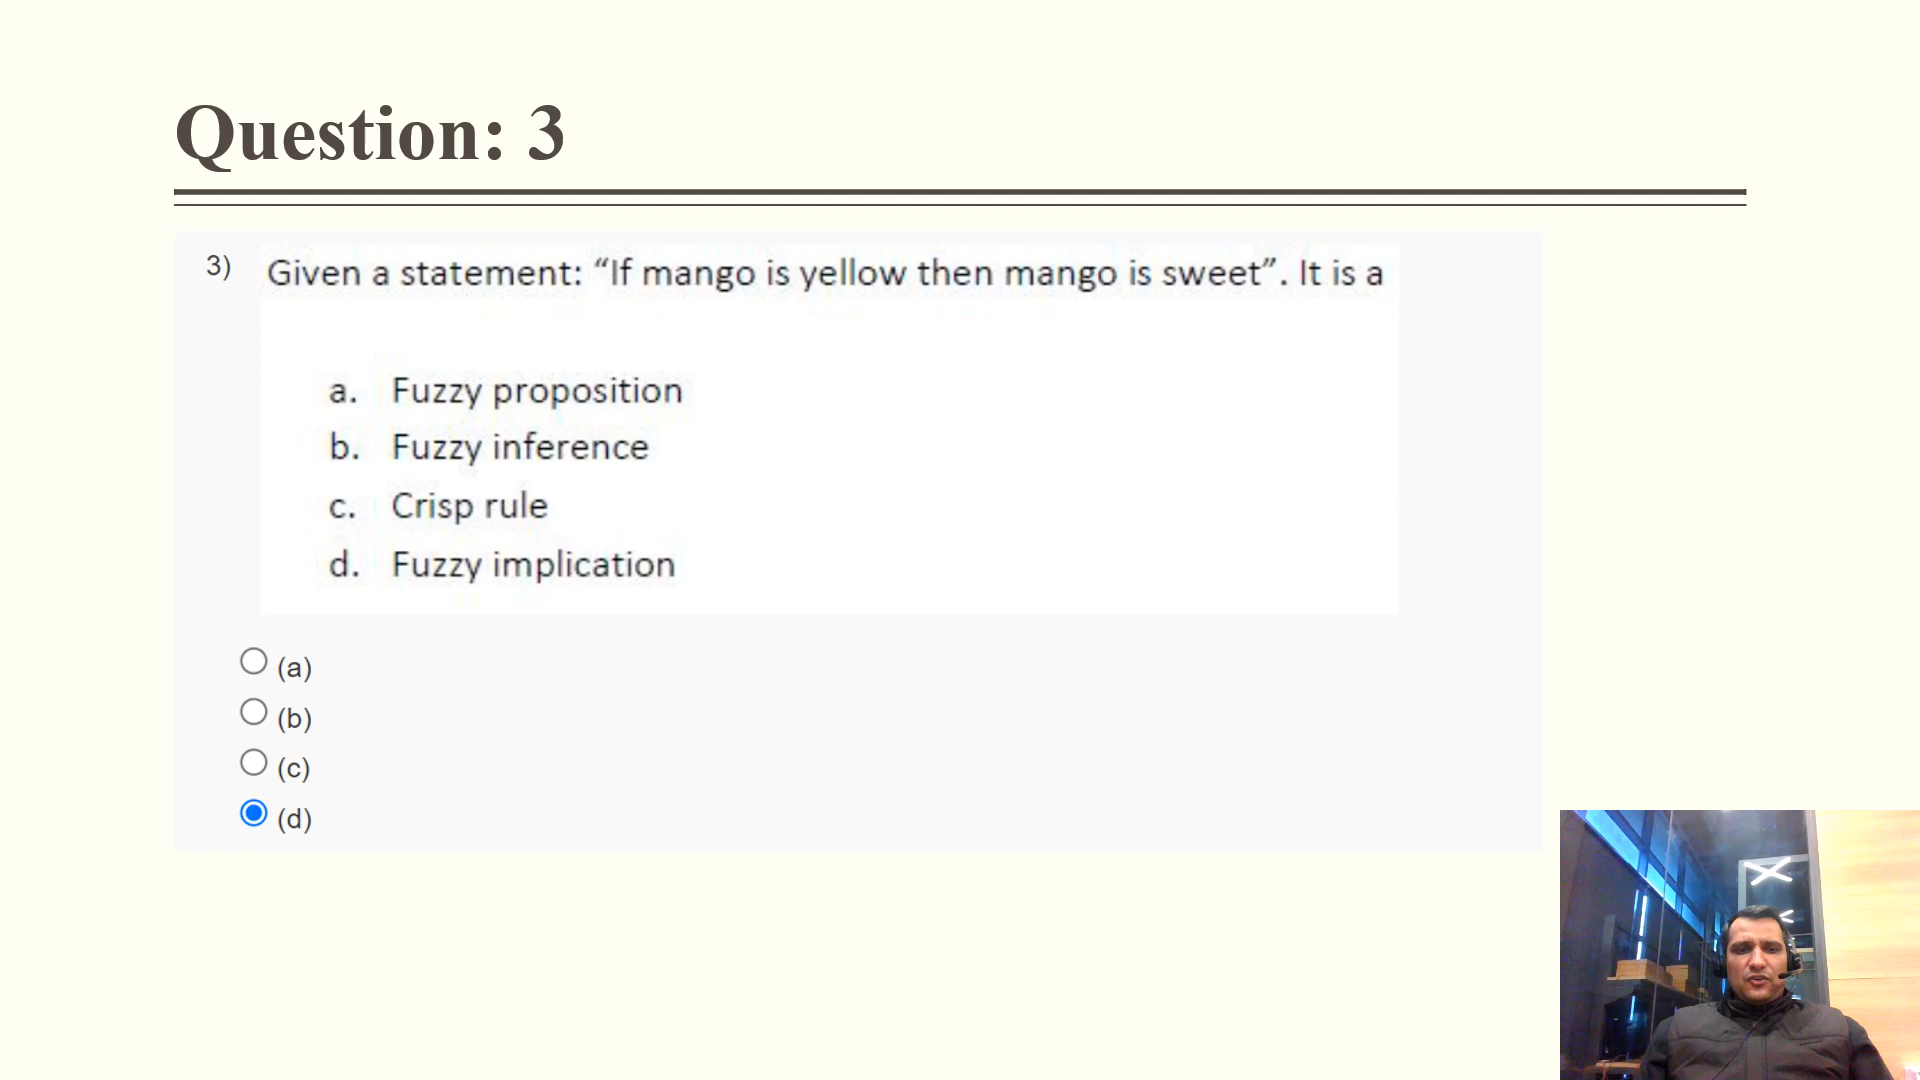 Question: 3
3) Given a statement: “If mango is yellow then mango is sweet”. It is a
a. Fuzzy proposition
b. Fuzzy inference
c. Crisp rule
d. Fuzzy implication
(a)
(b)
(c)
(d)